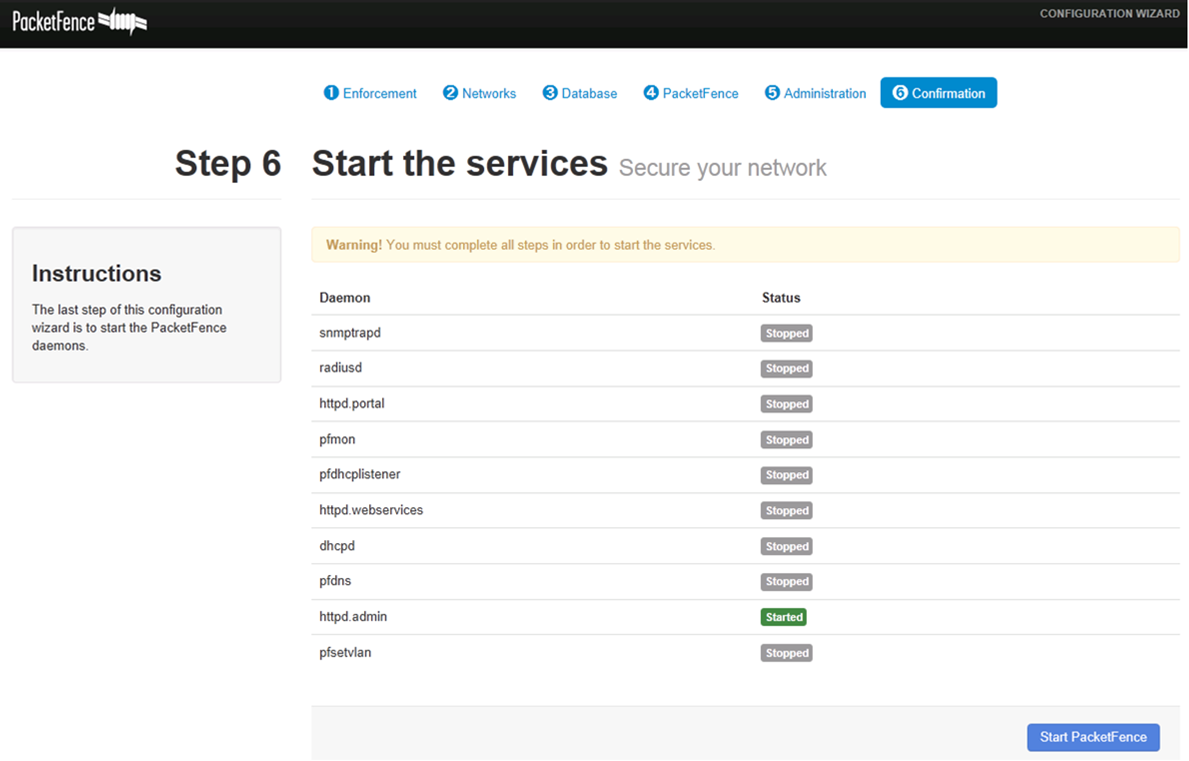 PacketFence
CONFIGURATION WIZARD
1 Enforcement 2 Networks 3 Database 4 PacketFence 5 Administration 6 Confirmation
Step 6
Start the services Secure your network
Instructions
The last step of this configuration
wizard is to start the PacketFence
daemons.
Warning! You must complete all steps in order to start the services.
Daemon Status
snmptrapd Stopped
radiusd Stopped
httpd.portal Stopped
pfmon Stopped
pfdhcplistener Stopped
httpd.webservices Stopped
dhcpd Stopped
pfdns Stopped
httpd.admin Started
pfsetvlan Stopped
Start PacketFence